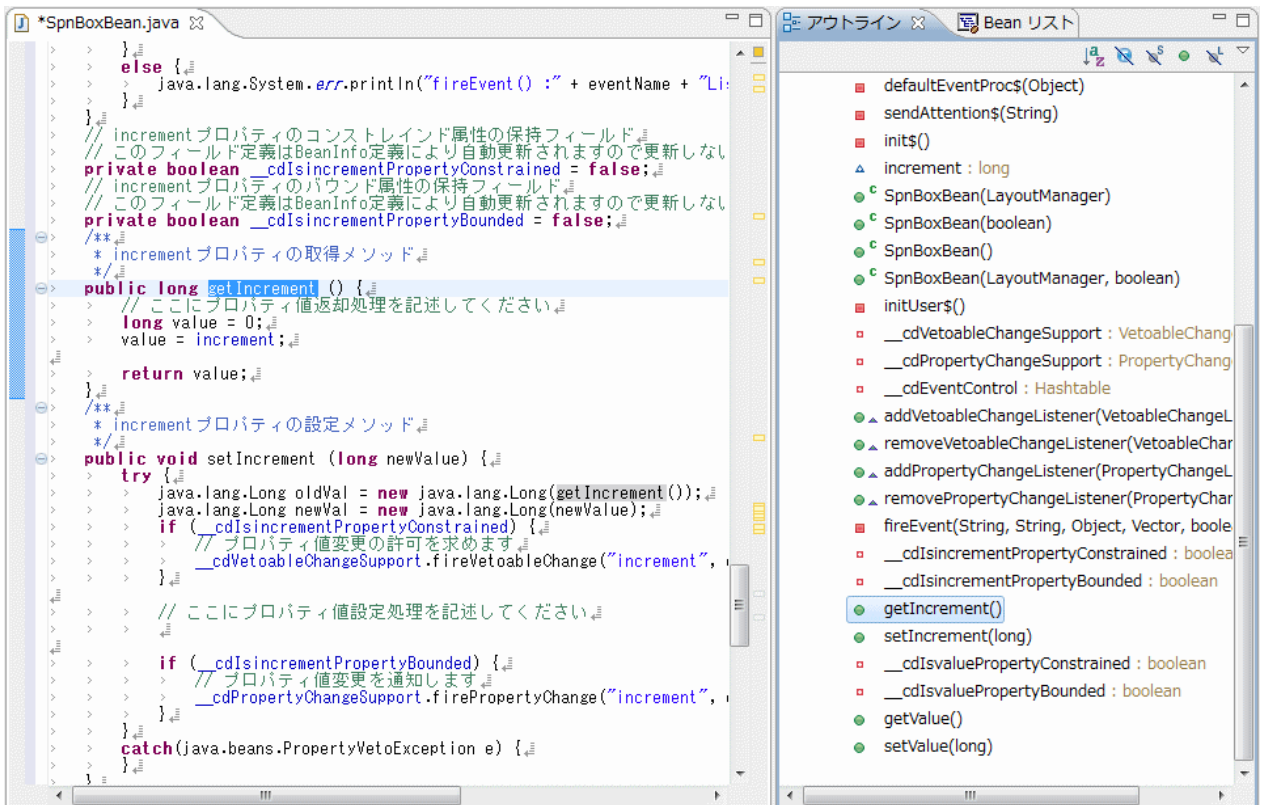 *SpnBoxBean.java
}
else {
java.lang.System.err.println("fireEvent() :" + eventName + "Li
}
}
// incrementプロパティのコンストレインド属性の保持フィールド
// このフィールド定義はBeanInfo定義により自動更新されますので更新しない
private boolean __cdIsincrementPropertyConstrained = false;
// incrementプロパティのバウンド属性の保持フィールド
// このフィールド定義はBeanInfo定義により自動更新されますので更新しない
private boolean __cdIsincrementPropertyBounded = false;
/**
* incrementプロパティの取得メソッド
*/
public long getIncrement () {
// ここにプロパティ値返却処理を記述してください
long value = 0;
value = increment;
return value;
}
/**
* incrementプロパティの設定メソッド
*/
public void setIncrement (long newValue) {
try {
java.lang.Long oldVal = new java.lang.Long(getIncrement());
java.lang.Long newVal = new java.lang.Long(newValue);
if (__cdIsincrementPropertyConstrained) {
// プロパティ値変更の許可を求めます
__cdVetoableChangeSupport.fireVetoableChange("increment",
}
// ここにプロパティ値設定処理を記述してください
if (__cdIsincrementPropertyBounded) {
// プロパティ値変更を通知します
__cdPropertyChangeSupport.firePropertyChange("increment",
}
}
catch(java.beans.PropertyVetoException e) {
}
}
アウトライン
Bean リスト
defaultEventProc$(Object)
sendAttention$(String)
init$()
increment : long
SpnBoxBean(LayoutManager)
SpnBoxBean(boolean)
SpnBoxBean()
SpnBoxBean(LayoutManager, boolean)
initUser$()
__cdVetoableChangeSupport : VetoableChang
__cdPropertyChangeSupport : PropertyChang
__cdEventControl : Hashtable
addVetoableChangeListener(VetoableChangeL
removeVetoableChangeListener(VetoableChar
addPropertyChangeListener(PropertyChangeL
removePropertyChangeListener(PropertyChar
fireEvent(String, String, Object, Vector, boole
__cdIsincrementPropertyConstrained : boolea
__cdIsincrementPropertyBounded : boolean
getIncrement()
setIncrement(long)
__cdIsvaluePropertyConstrained : boolean
__cdIsvaluePropertyBounded : boolean
getValue()
setValue(long)